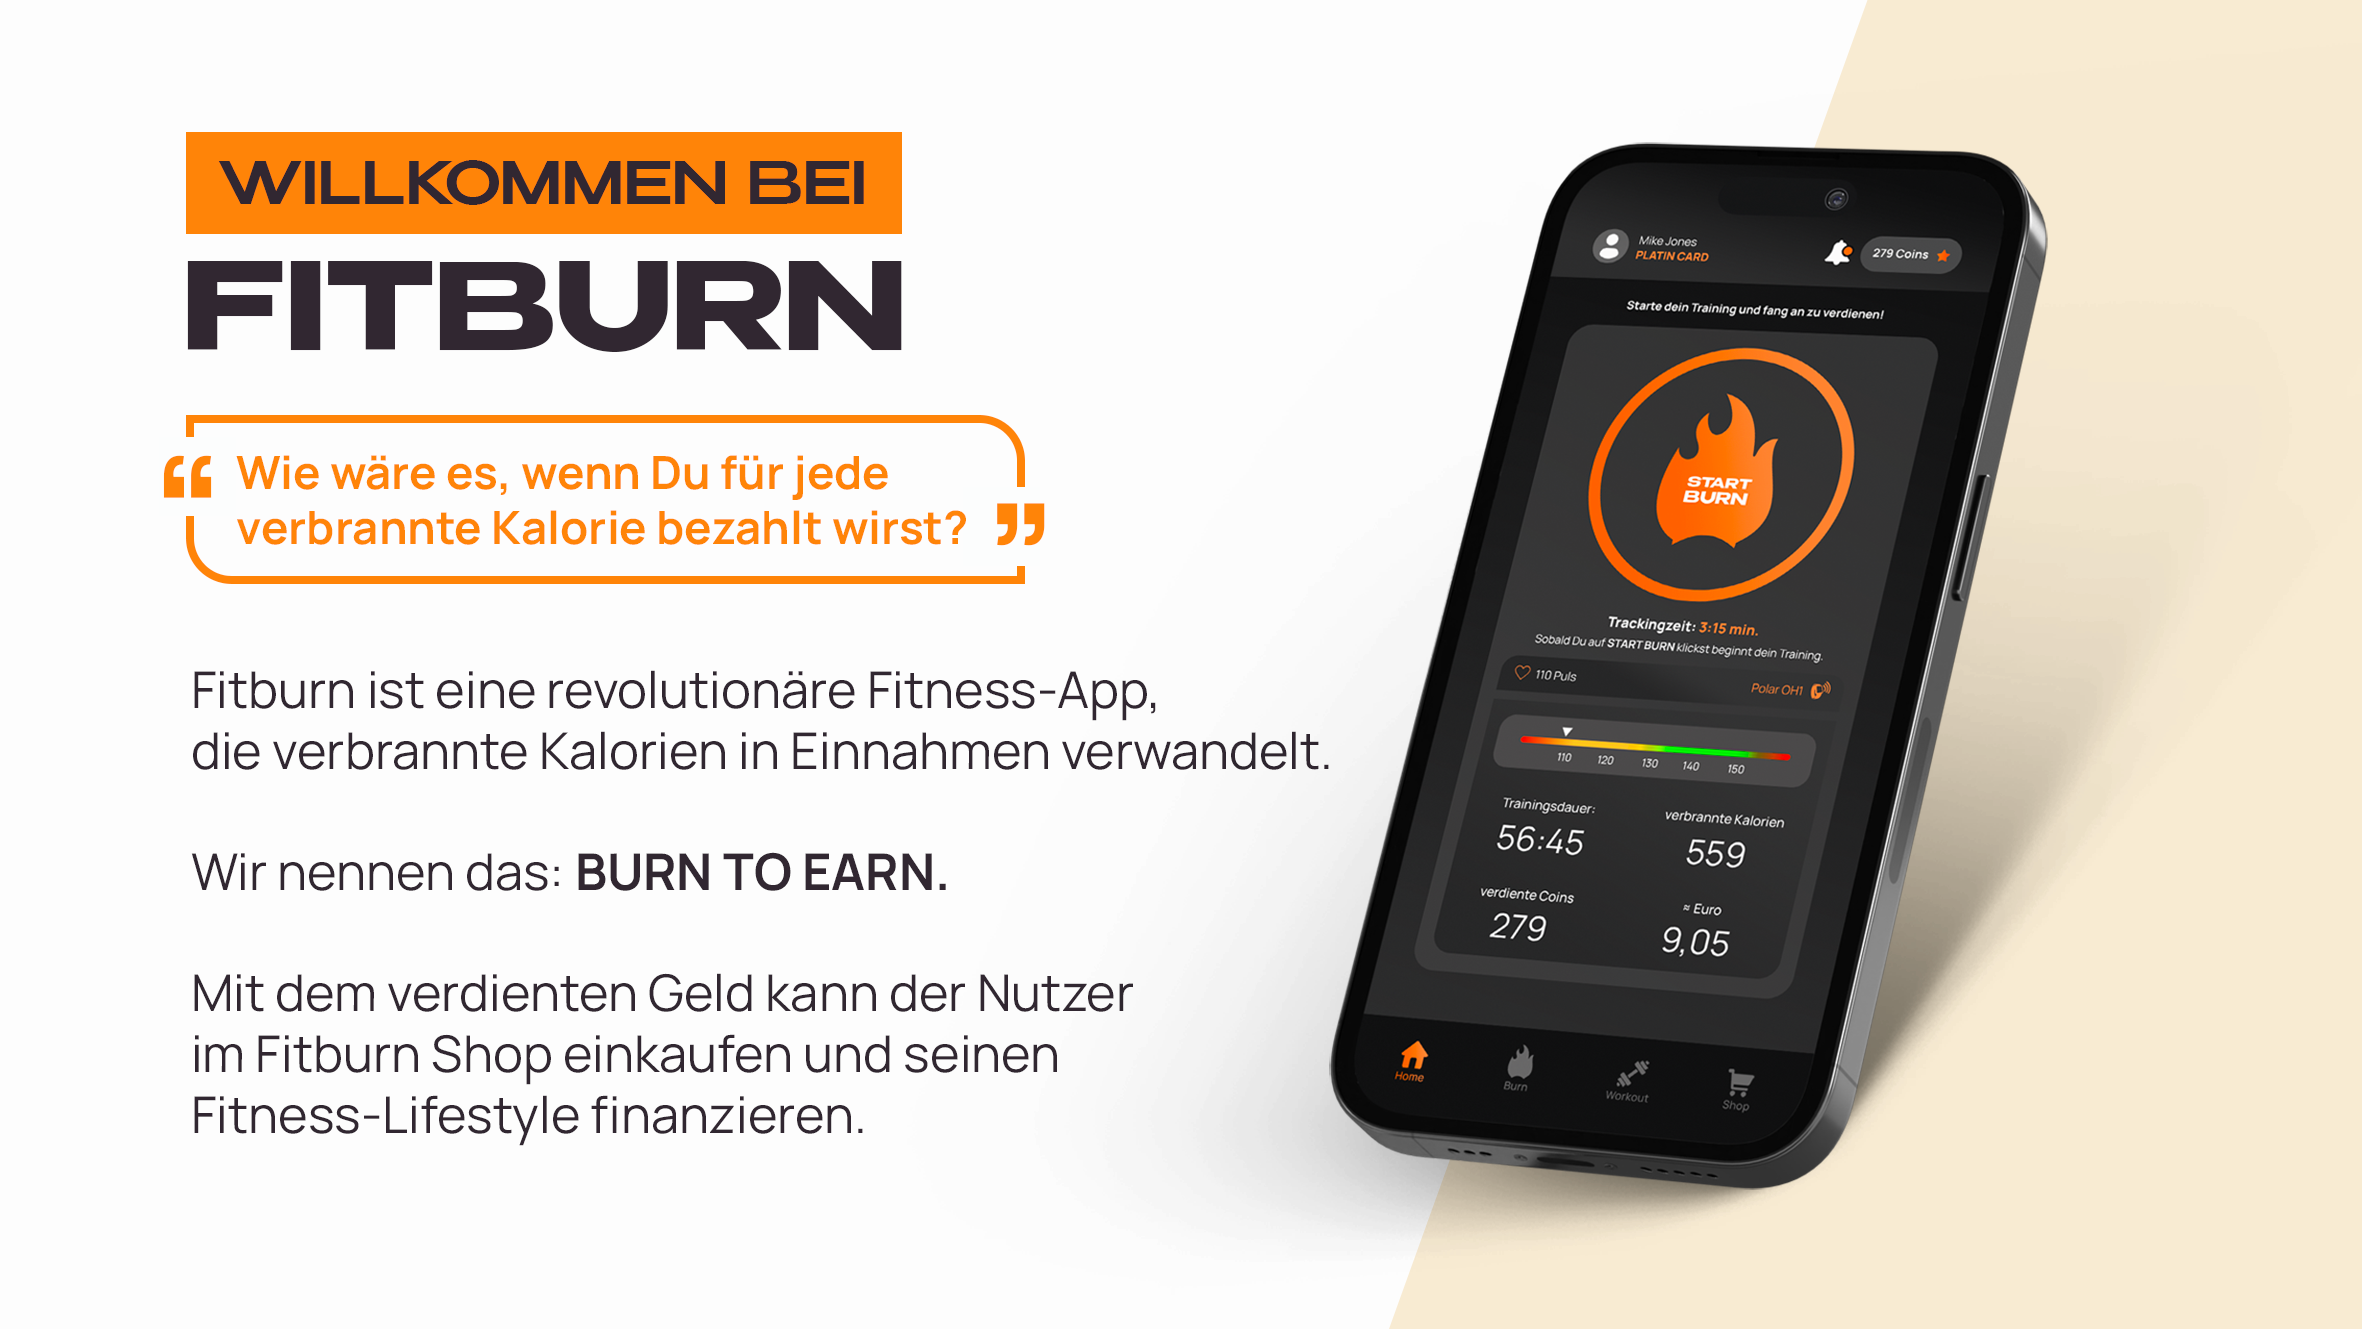 WILLKOMMEN BEI
FITBURN
“Wie wäre es, wenn Du für jede
verbrannte Kalorie bezahlt wirst?”
Fitburn ist eine revolutionäre Fitness-App,
die verbrannte Kalorien in Einnahmen verwandelt.
Wir nennen das: BURN TO EARN.
Mit dem verdienten Geld kann der Nutzer
im Fitburn Shop einkaufen und seinen
Fitness-Lifestyle finanzieren.
Mike Jones
PLATIN CARD
279 Coins
Starte dein Training und fang an zu verdienen!
START
BURN
Trackingzeit: 3:15 min.
Sobald Du auf START BURN klickst beginnt dein Training.
110 Puls
Polar OH1
110 120 130 140 150
Trainingsdauer: verbrannte Kalorien
56:45 559
verdiente Coins ≈ Euro
279 9,05
Home Burn Workout Shop